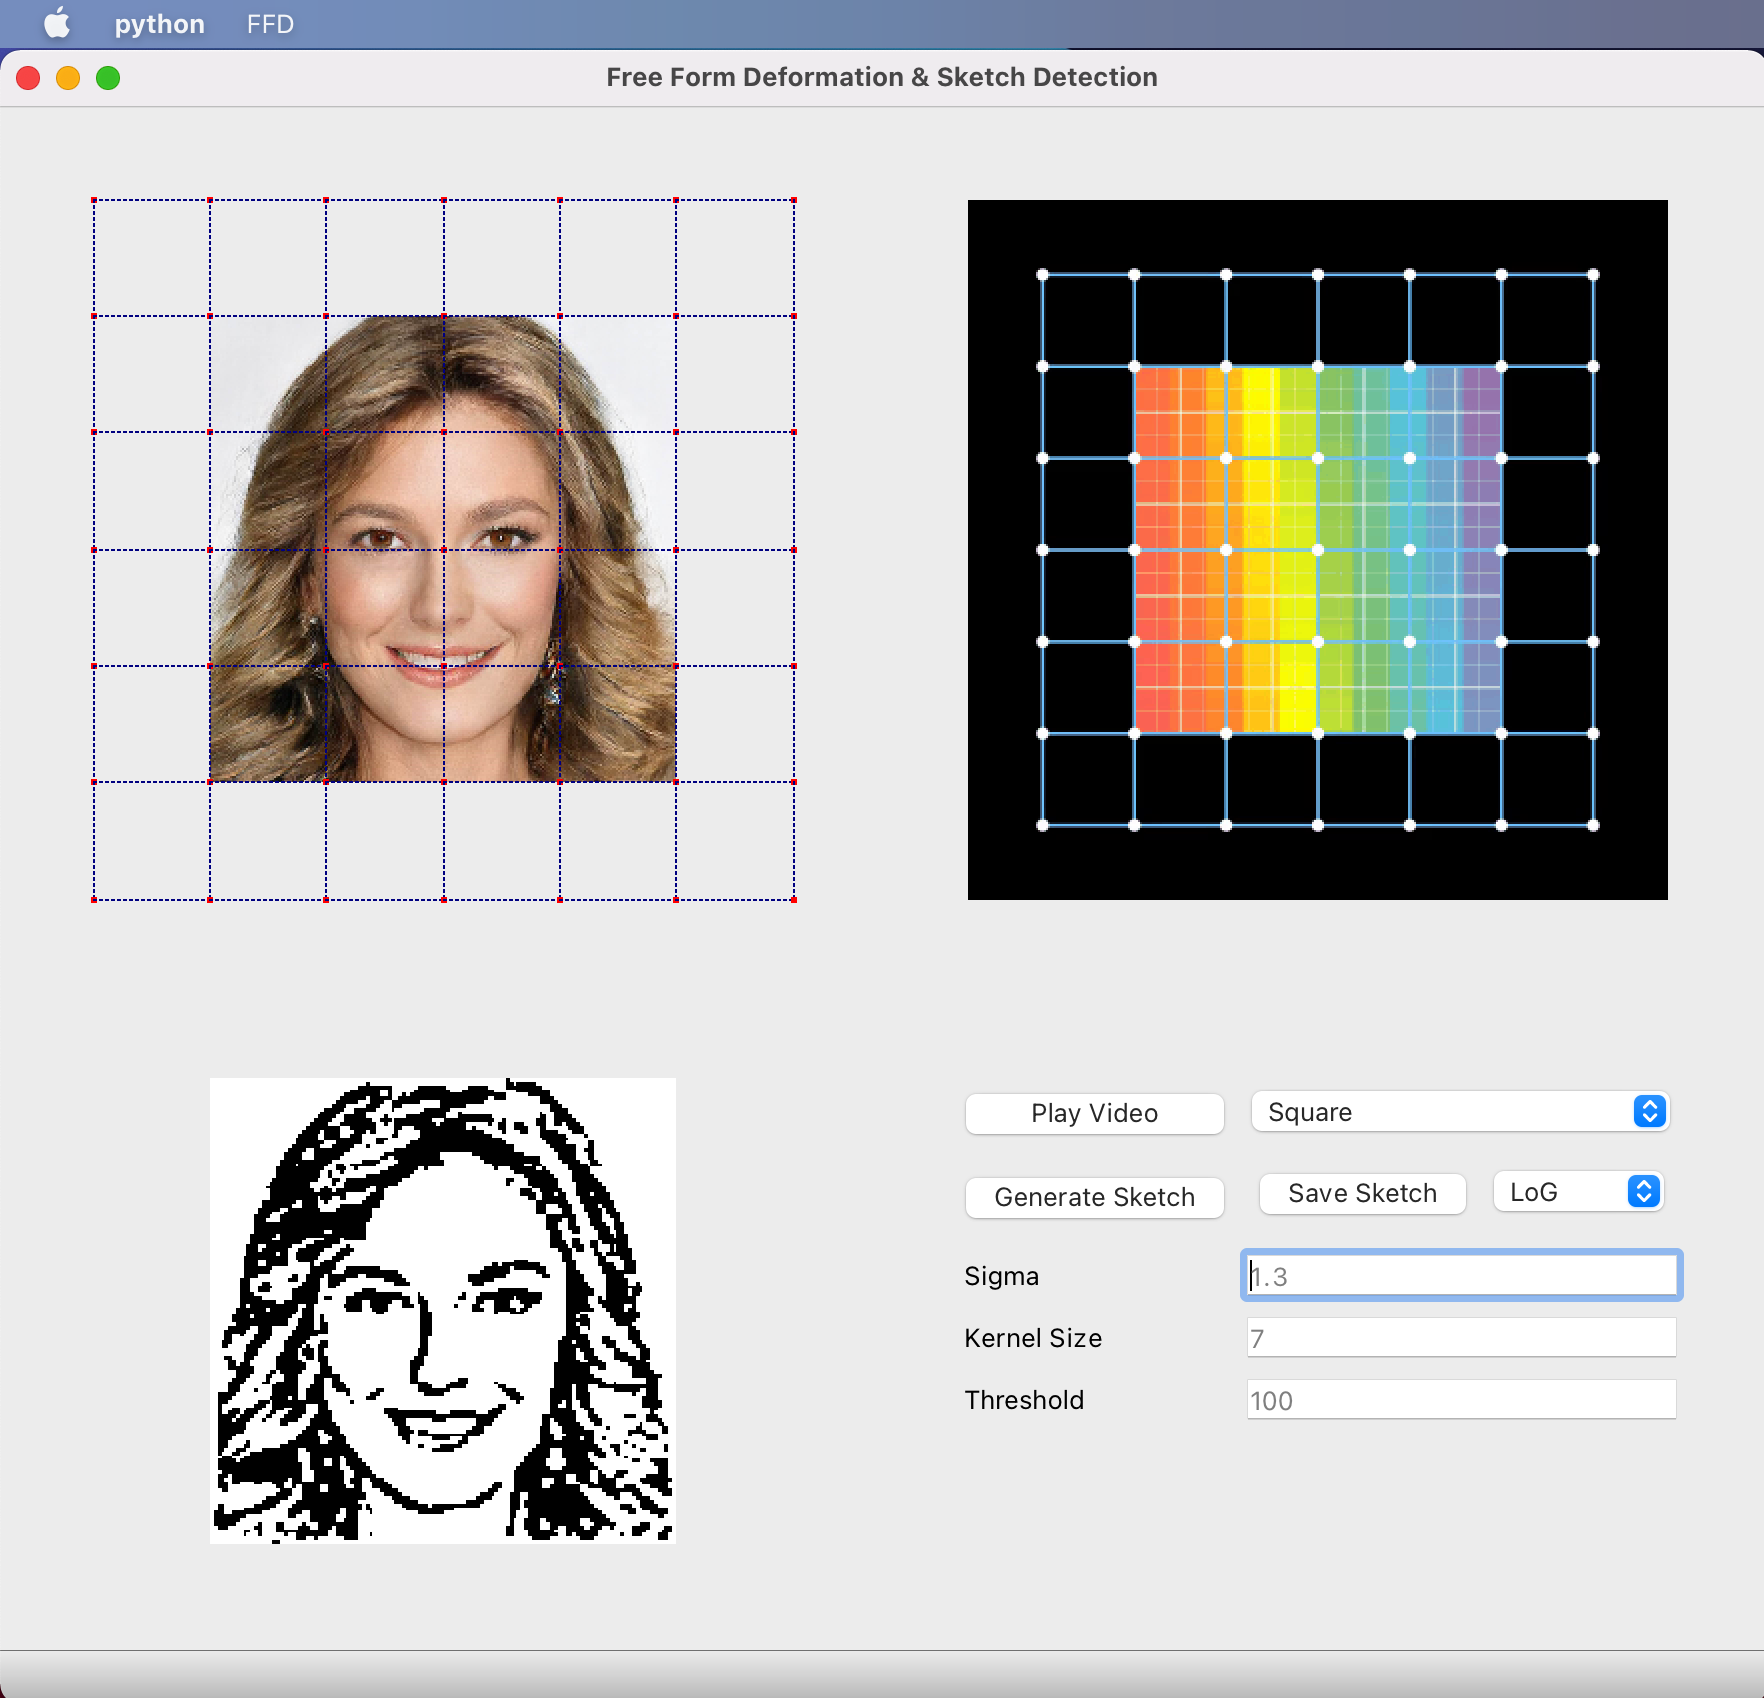 python FFD
Free Form Deformation & Sketch Detection
Play Video Square
Generate Sketch Save Sketch LoG
Sigma 1.3
Kernel Size 7
Threshold 100